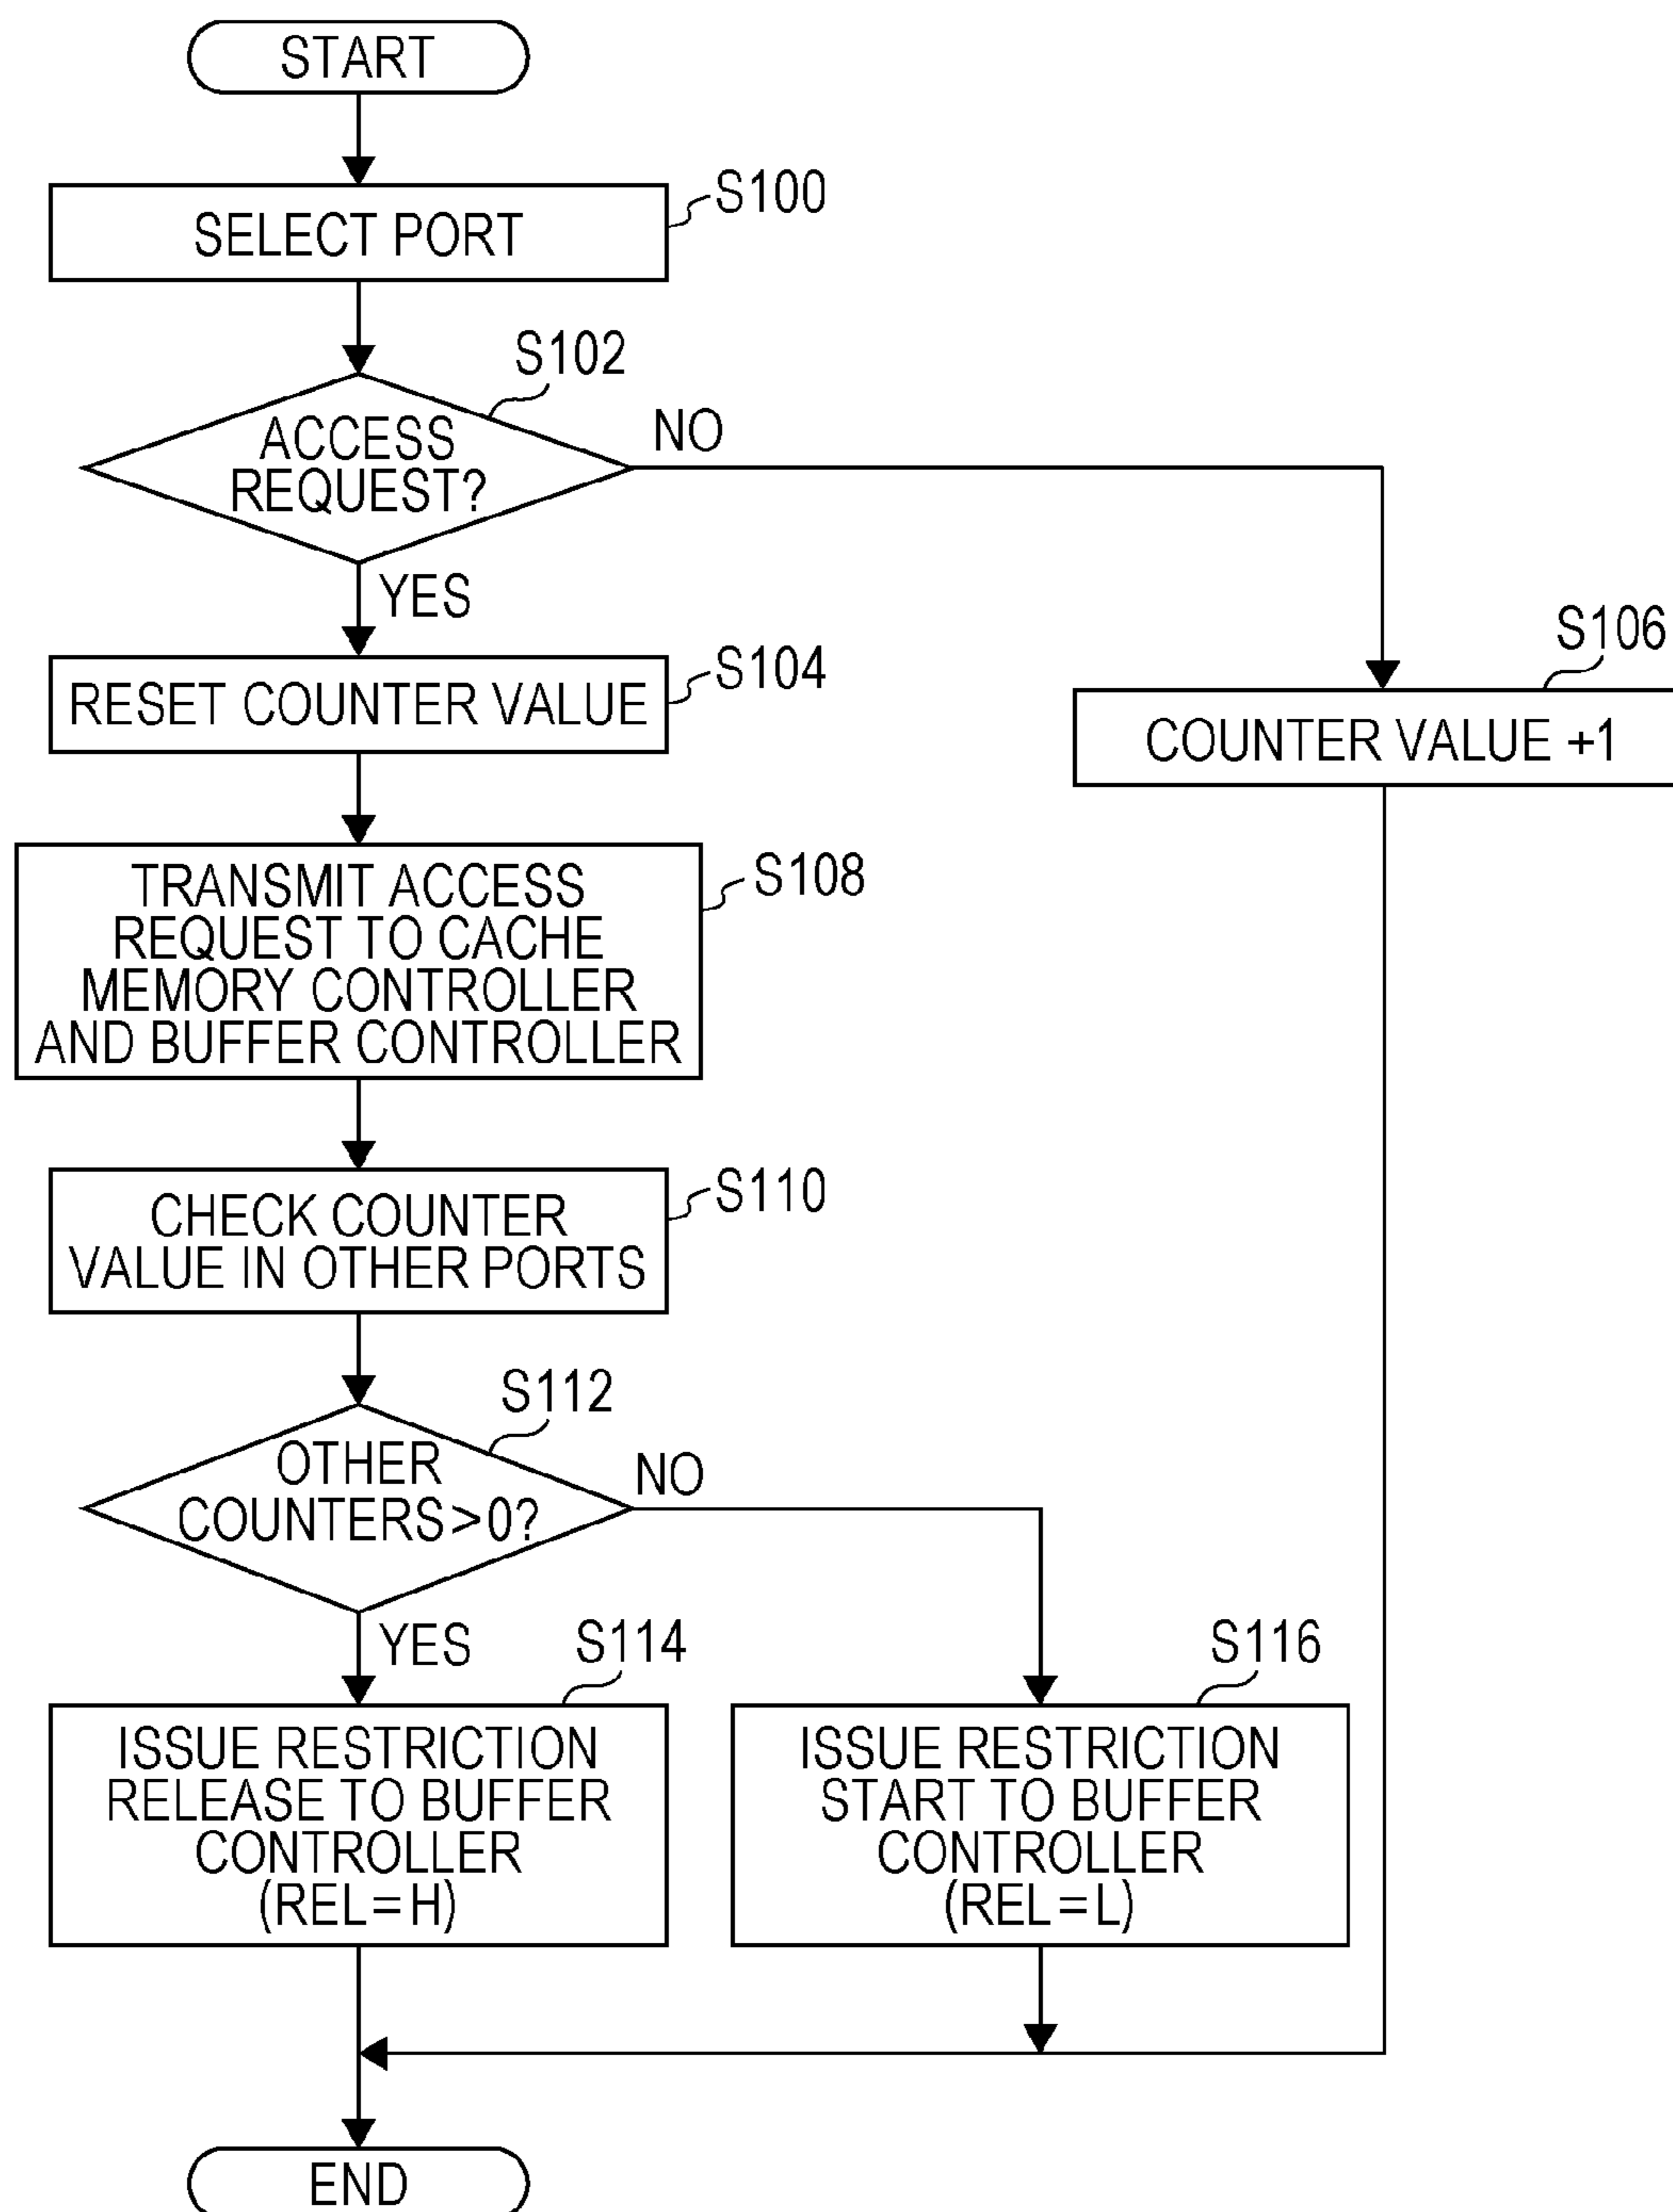 START
S100
SELECT PORT
S102
ACCESS
REQUEST?
NO
YES
S104
RESET COUNTER VALUE
S106
COUNTER VALUE +1
S108
TRANSMIT ACCESS
REQUEST TO CACHE
MEMORY CONTROLLER
AND BUFFER CONTROLLER
S110
CHECK COUNTER
VALUE IN OTHER PORTS
S112
OTHER
COUNTERS>0?
NO
YES
S114
ISSUE RESTRICTION
RELEASE TO BUFFER
CONTROLLER
(REL=H)
S116
ISSUE RESTRICTION
START TO BUFFER
CONTROLLER
(REL=L)
END